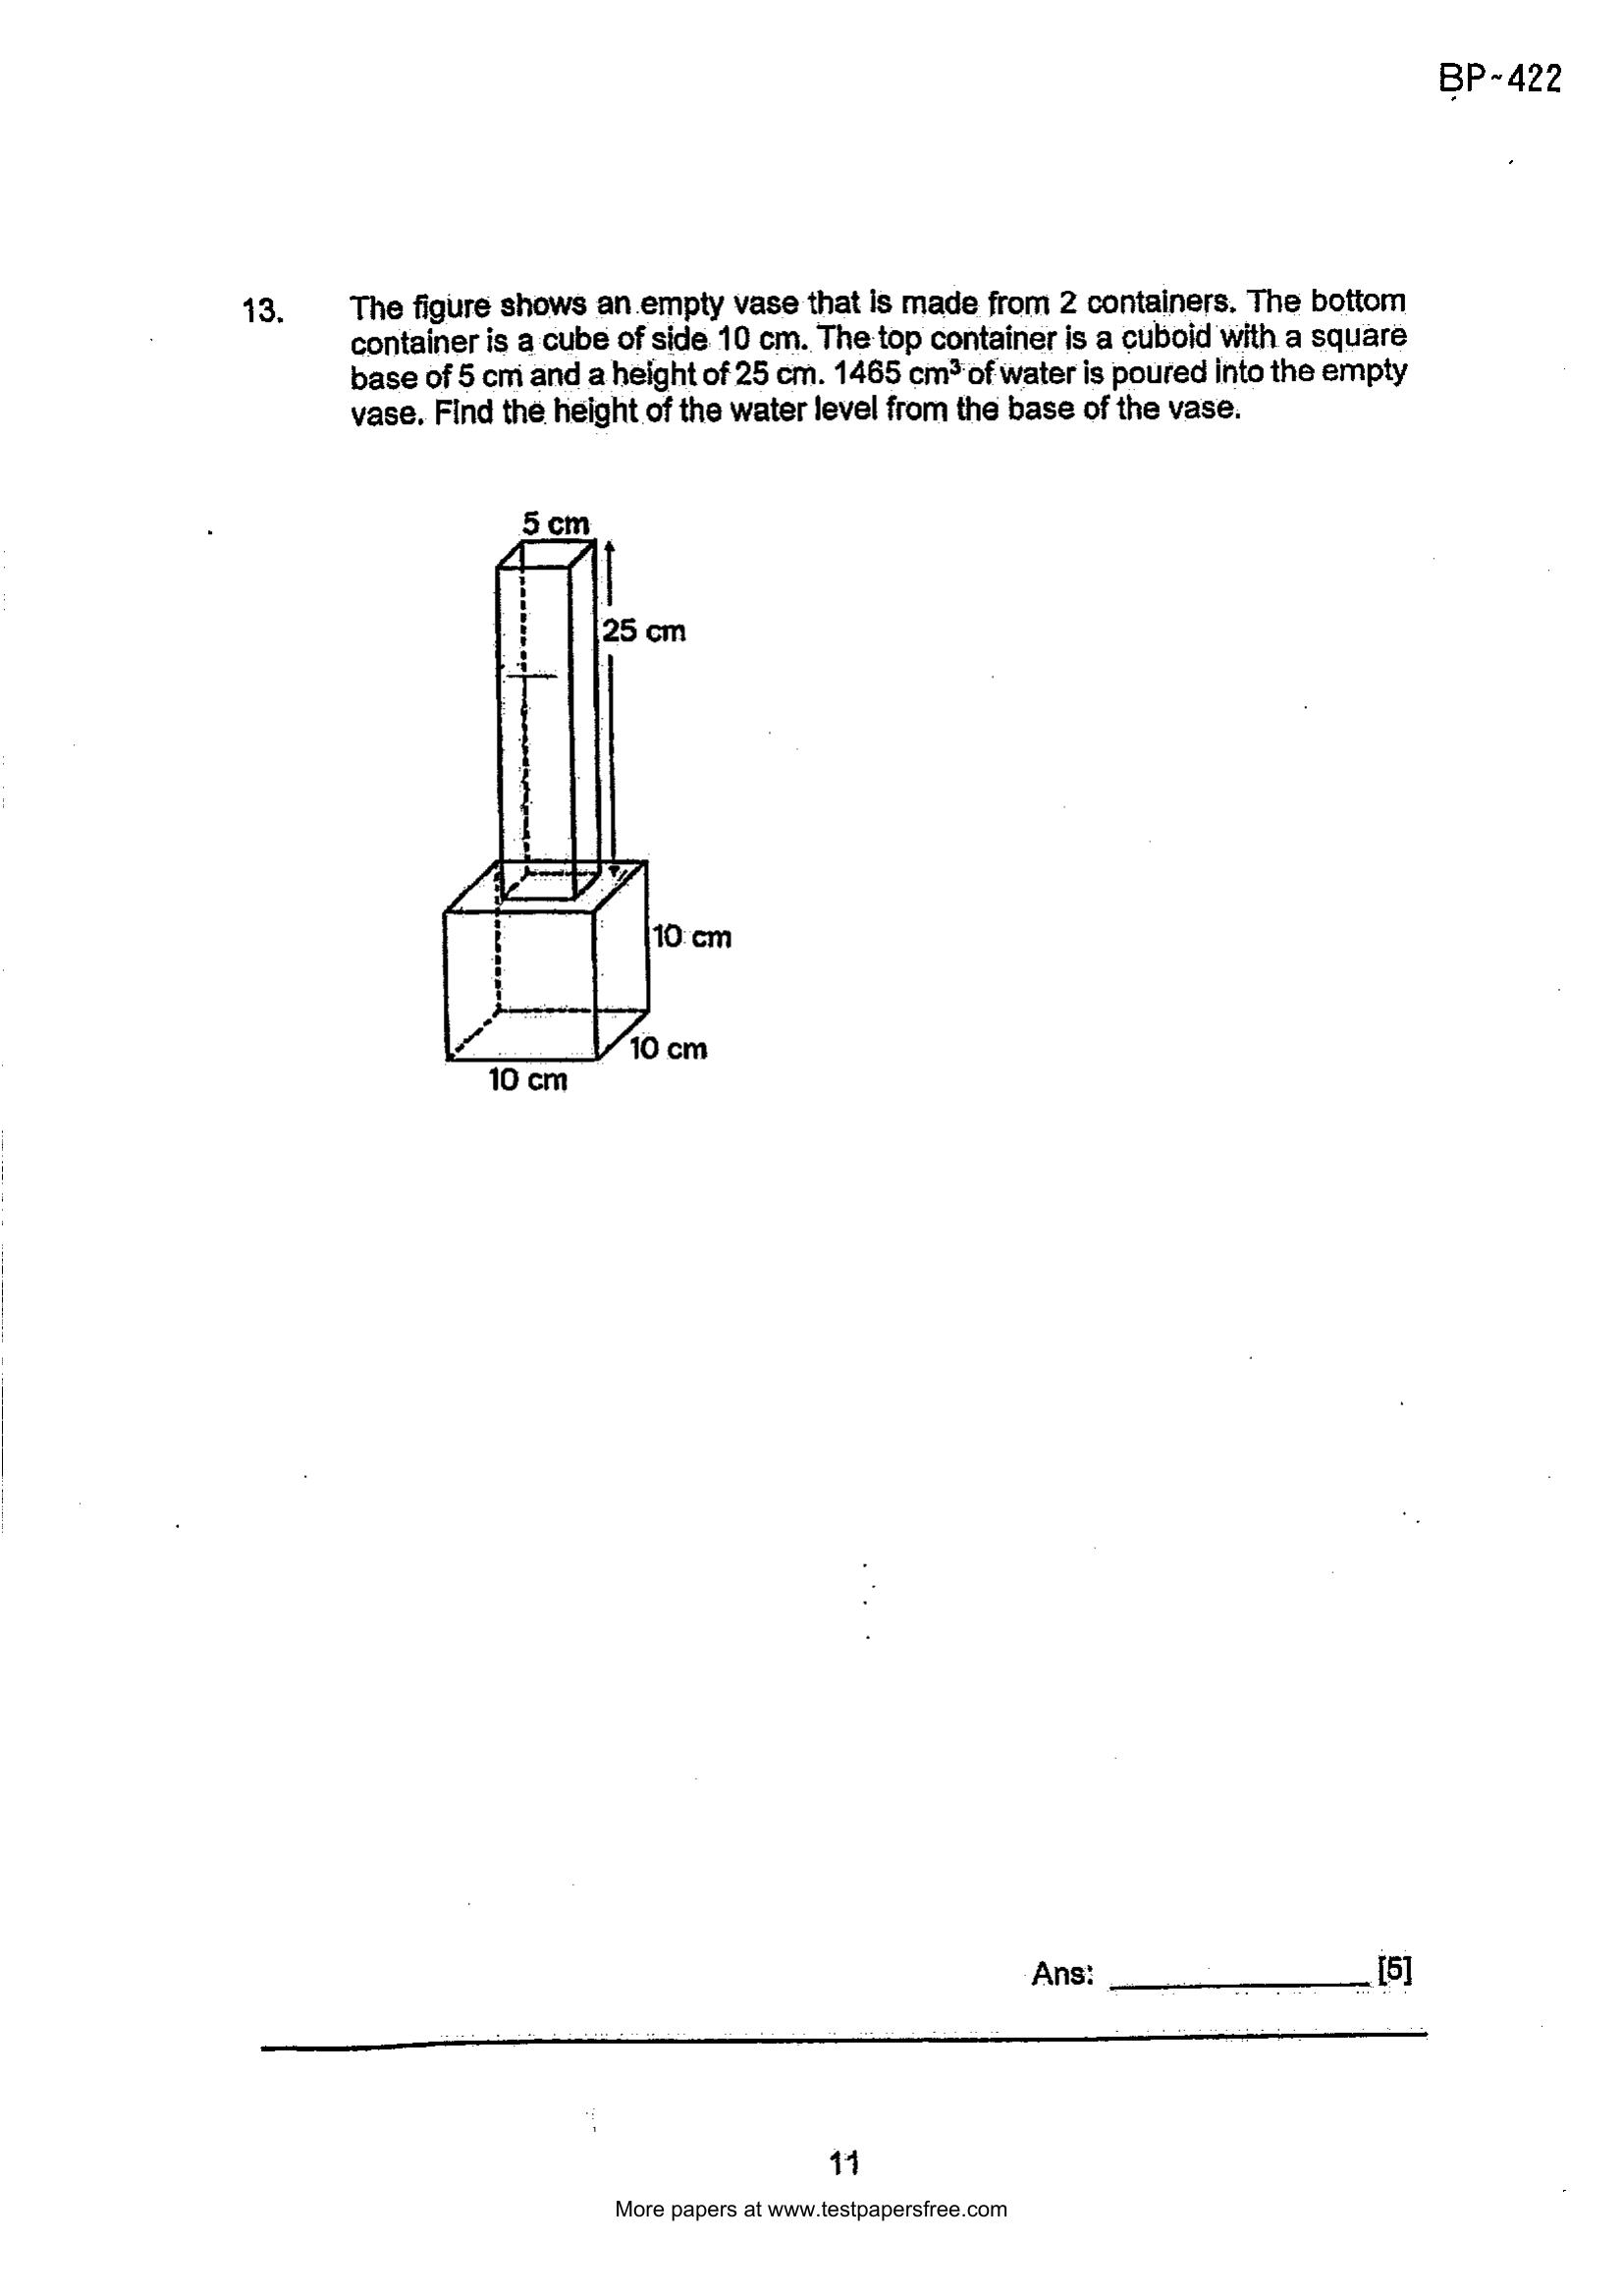 BP~422
13. The figure shows an empty vase that is made from 2 containers. The bottom
container is a cube of side 10 cm. The top container is a cuboid with a square
base of 5 cm and a height of 25 cm. 1465 cm³ of water is poured into the empty
vase. Find the height of the water level from the base of the vase.
5 cm
25 cm
10 cm
10 cm
10 cm
Ans: ____________ [5]
11
More papers at www.testpapersfree.com